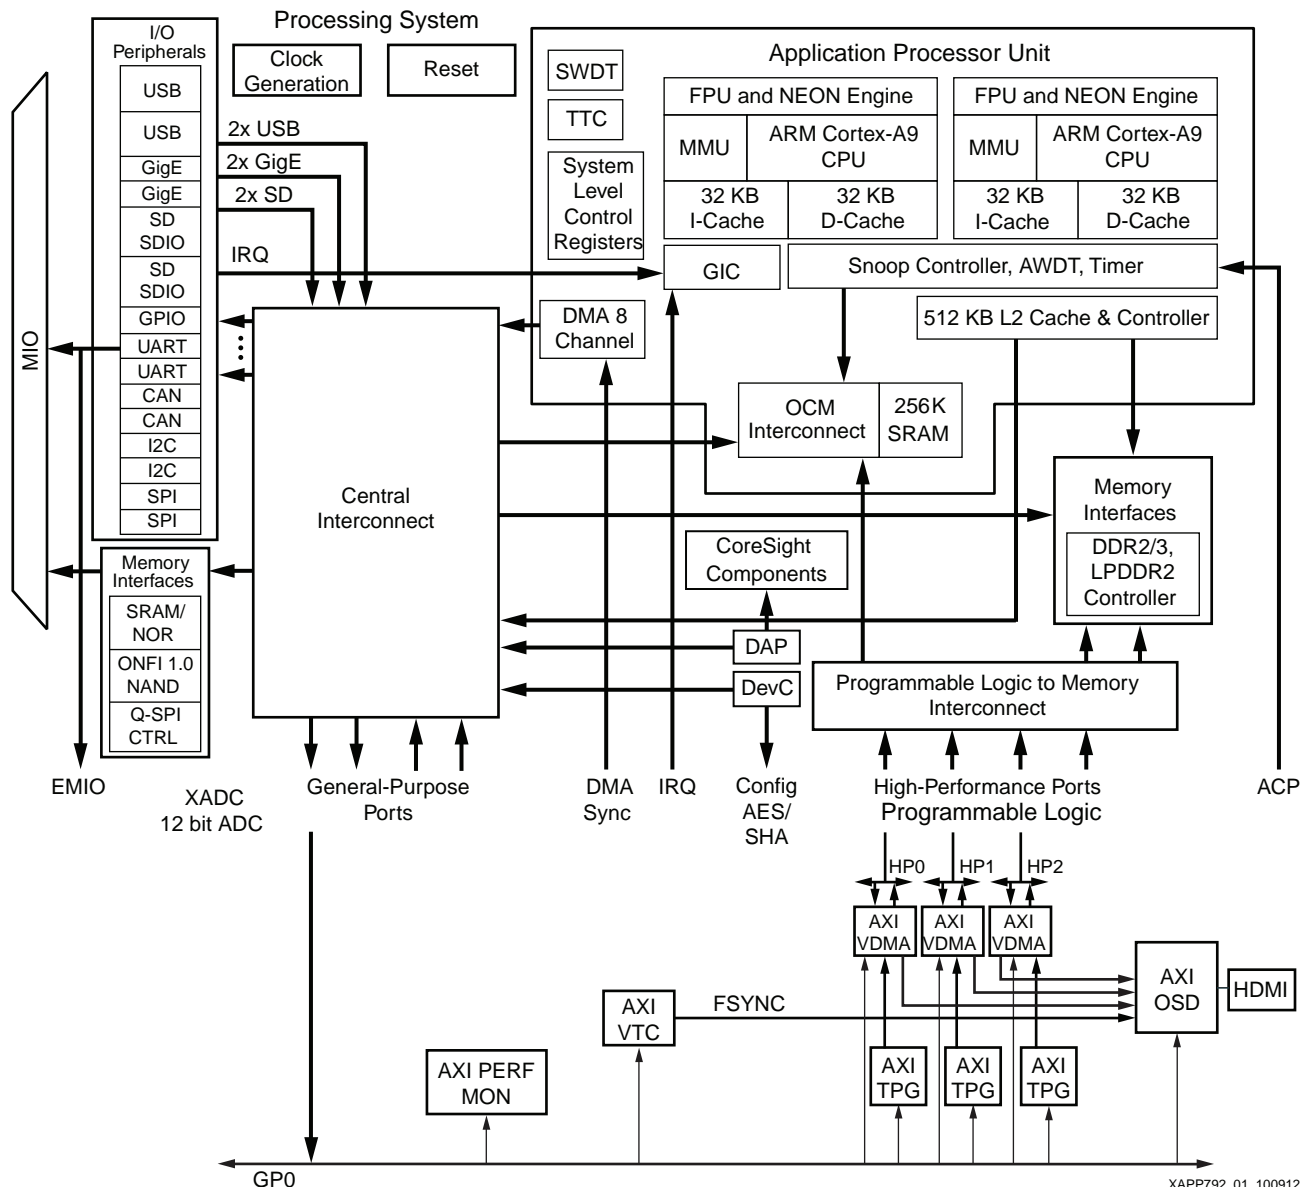 Processing System
I/O
Peripherals
USB
USB
GigE
GigE
SD
SDIO
SD
SDIO
GPIO
UART
UART
CAN
CAN
I2C
I2C
SPI
SPI
MIO
Clock
Generation
Reset
2x USB
2x GigE
2x SD
IRQ
Application Processor Unit
SWDT
TTC
System
Level
Control
Registers
FPU and NEON Engine
MMU
ARM Cortex-A9
CPU
32 KB
I-Cache
32 KB
D-Cache
FPU and NEON Engine
MMU
ARM Cortex-A9
CPU
32 KB
I-Cache
32 KB
D-Cache
GIC
Snoop Controller, AWDT, Timer
DMA 8
Channel
512 KB L2 Cache & Controller
OCM
Interconnect
256K
SRAM
Central
Interconnect
Memory
Interfaces
DDR2/3,
LPDDR2
Controller
Memory
Interfaces
SRAM/
NOR
ONFI 1.0
NAND
Q-SPI
CTRL
CoreSight
Components
DAP
DevC
Programmable Logic to Memory
Interconnect
EMIO
XADC
12 bit ADC
General-Purpose
Ports
DMA
Sync
IRQ
Config
AES/
SHA
High-Performance Ports
Programmable Logic
ACP
HP0
HP1
HP2
AXI
VDMA
AXI
VDMA
AXI
VDMA
AXI
OSD
HDMI
AXI
VTC
FSYNC
AXI PERF
MON
AXI
TPG
AXI
TPG
AXI
TPG
GP0
XAPP792_01_100912